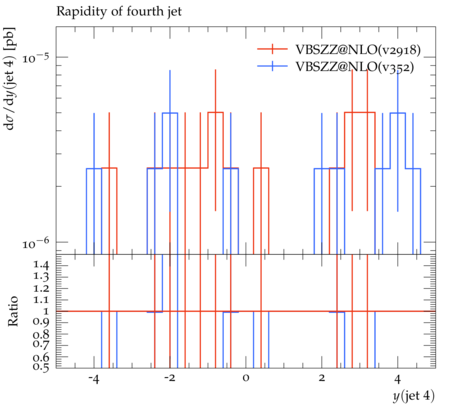 Rapidity of fourth jet
dσ/dy(jet 4) [pb]
VBSZZ@NLO(v2918)
VBSZZ@NLO(v352)
10⁻⁵
10⁻⁶
Ratio
1.4
1.3
1.2
1.1
1
0.9
0.8
0.7
0.6
0.5
-4 -2 0 2 4
y(jet 4)